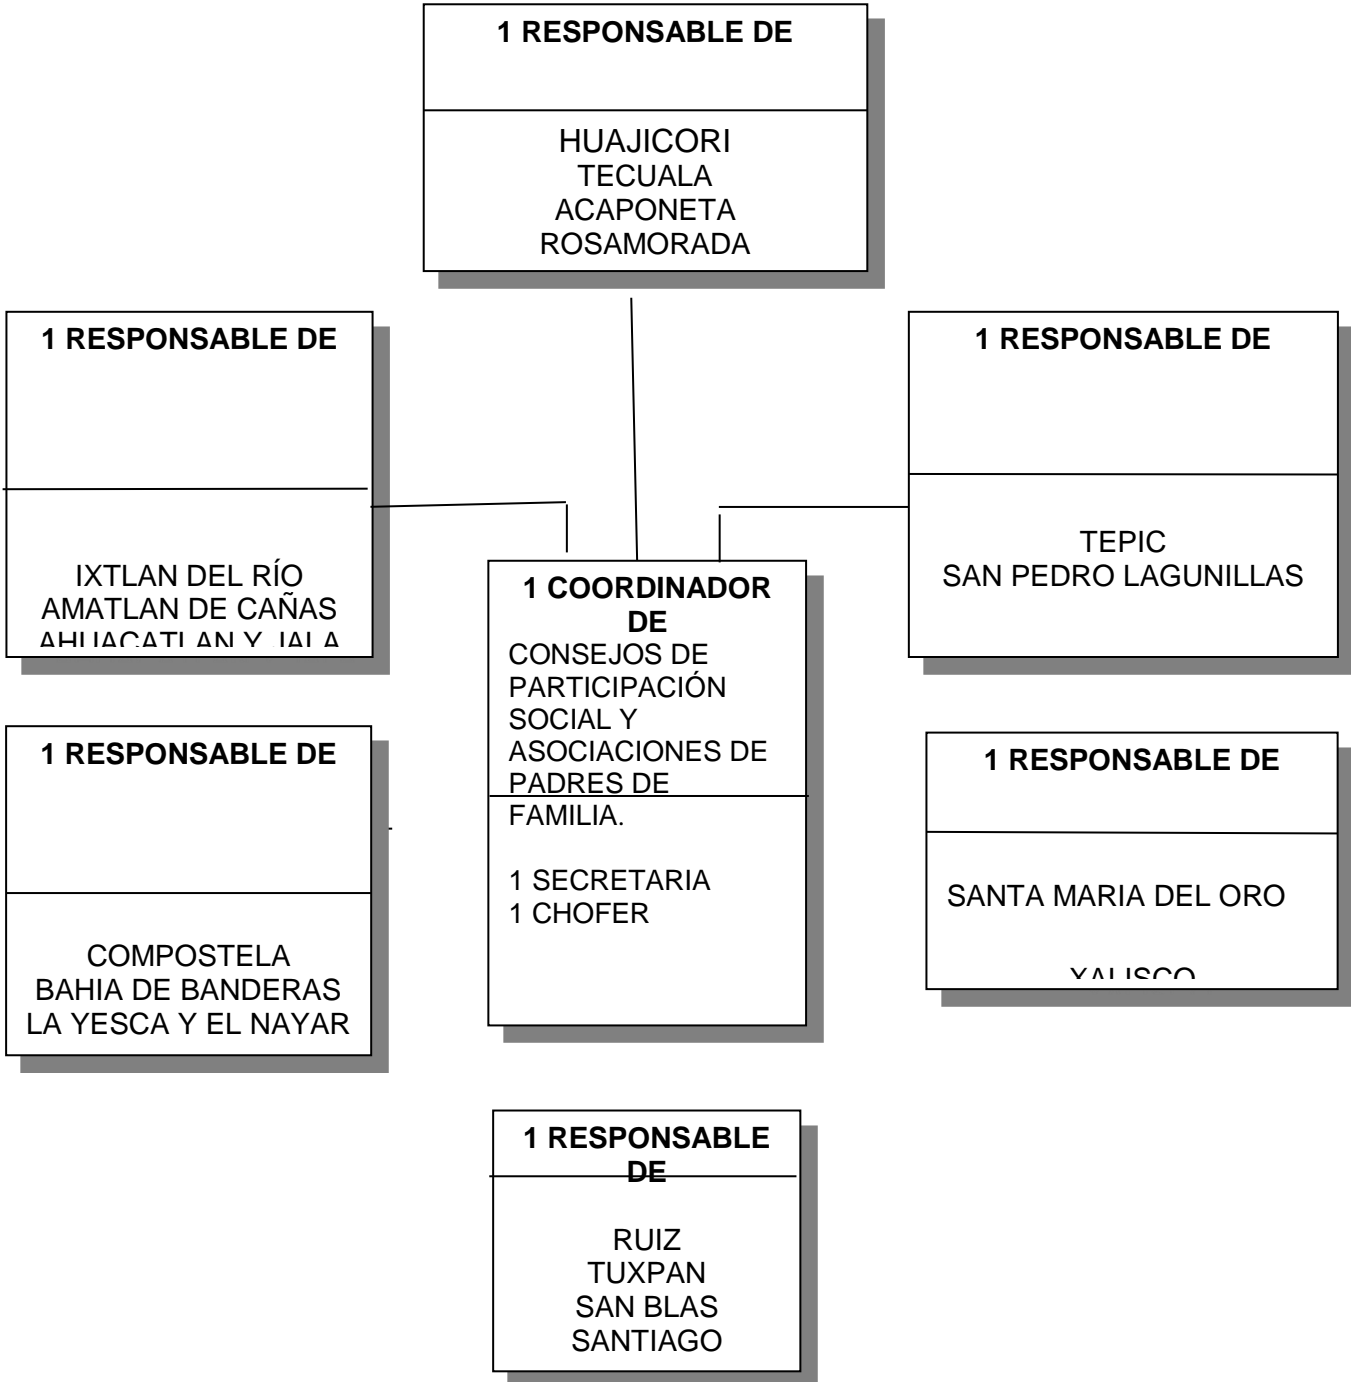 1 RESPONSABLE DE
HUAJICORI
TECUALA
ACAPONETA
ROSAMORADA
1 RESPONSABLE DE
IXTLAN DEL RÍO
AMATLAN DE CAÑAS
AHUACATLAN Y JALA
1 RESPONSABLE DE
TEPIC
SAN PEDRO LAGUNILLAS
1 COORDINADOR
DE
CONSEJOS DE
PARTICIPACIÓN
SOCIAL Y
ASOCIACIONES DE
PADRES DE
FAMILIA.
1 SECRETARIA
1 CHOFER
1 RESPONSABLE DE
COMPOSTELA
BAHIA DE BANDERAS
LA YESCA Y EL NAYAR
1 RESPONSABLE DE
SANTA MARIA DEL ORO
XALISCO
1 RESPONSABLE
DE
RUIZ
TUXPAN
SAN BLAS
SANTIAGO